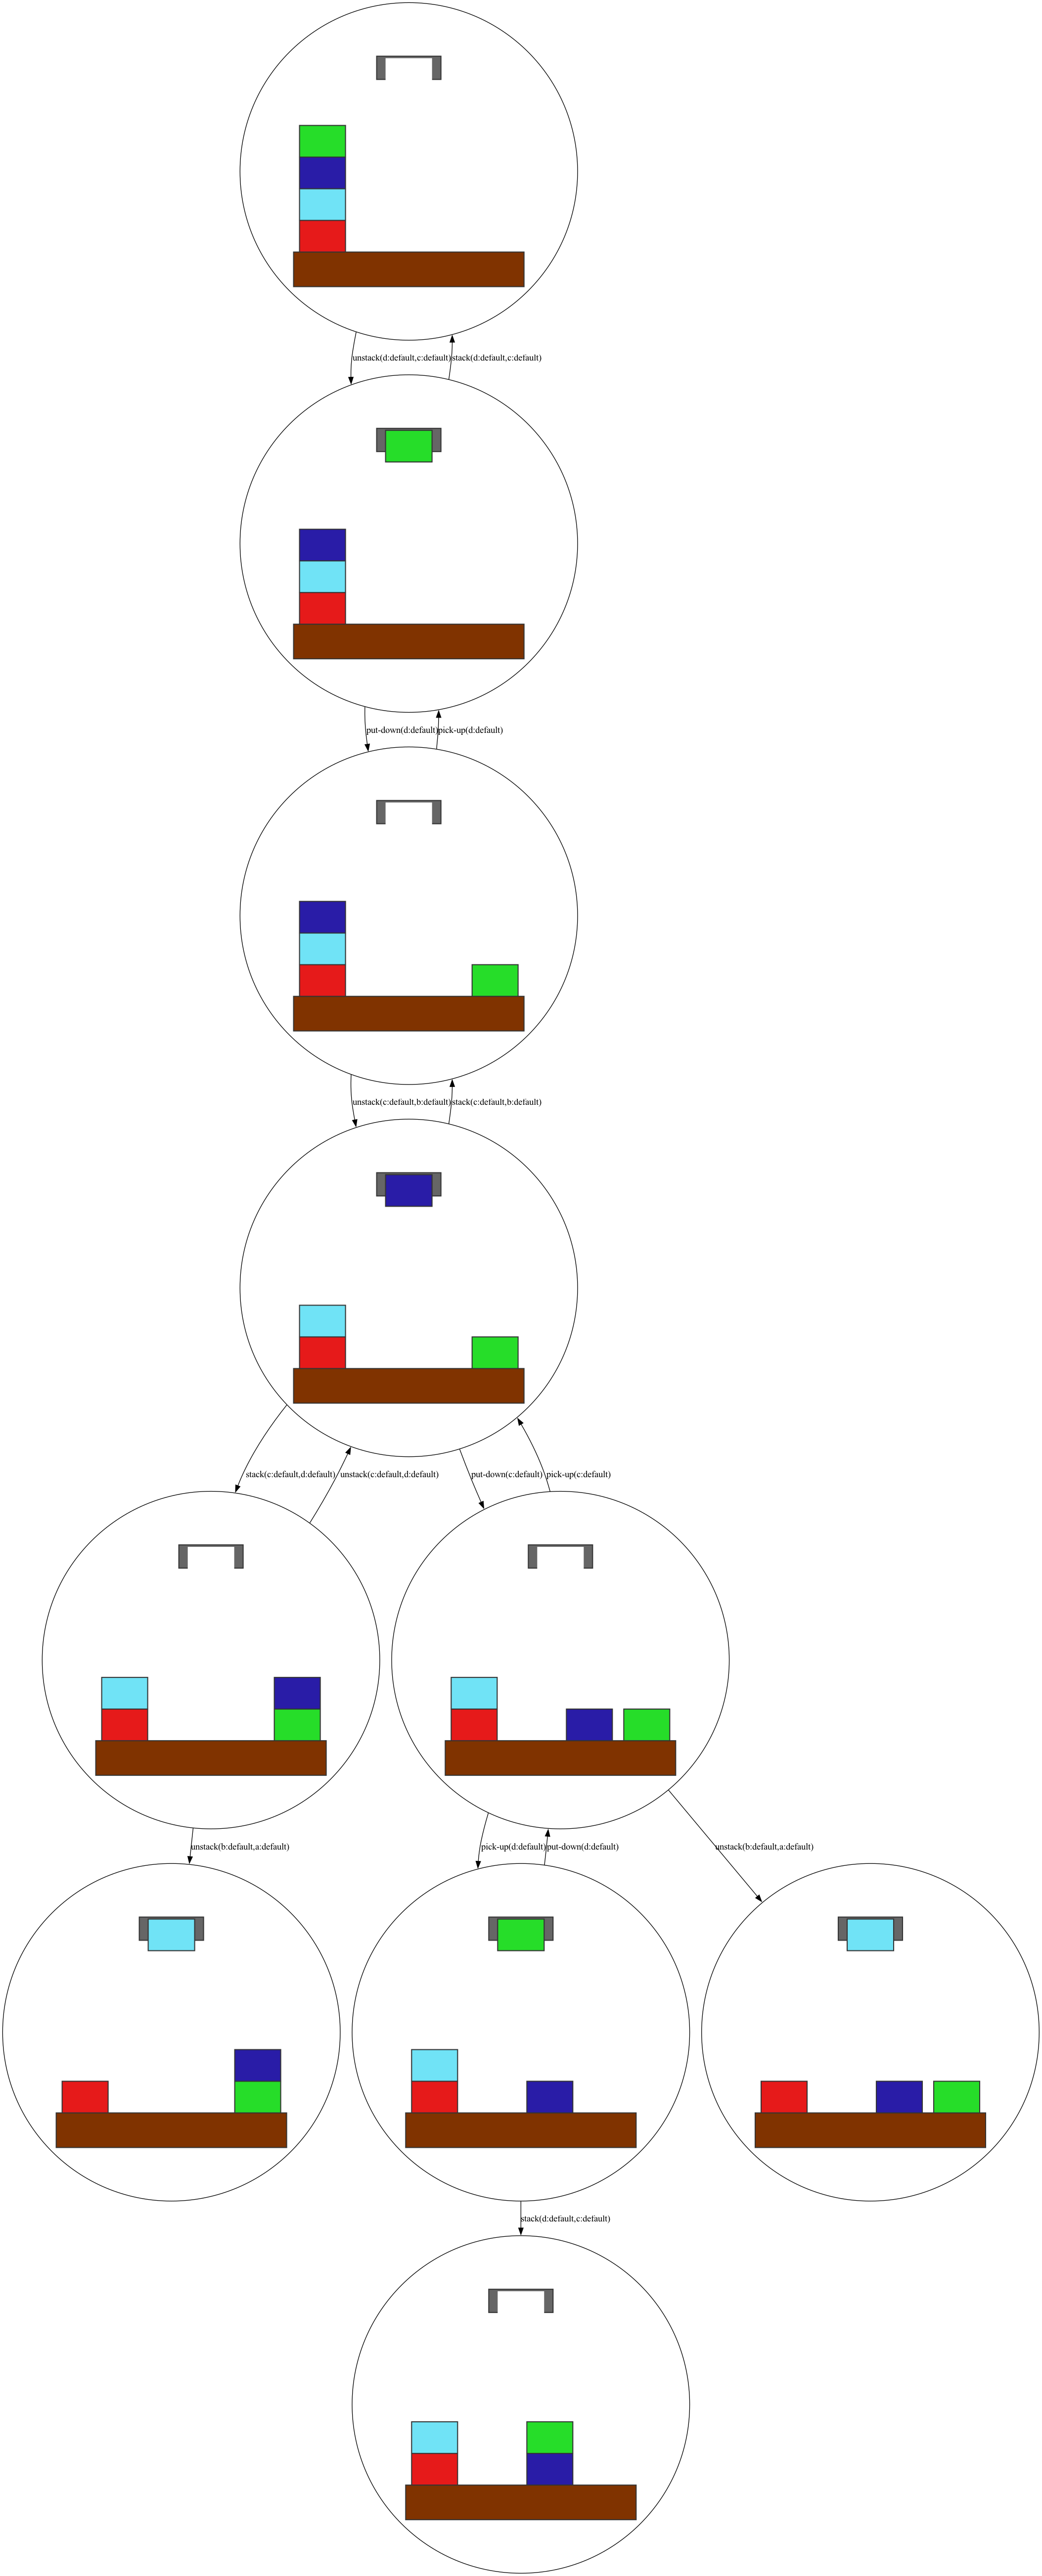 unstack(d:default,c:default)
stack(d:default,c:default)
put-down(d:default)
pick-up(d:default)
unstack(c:default,b:default)
stack(c:default,b:default)
stack(c:default,d:default)
unstack(c:default,d:default)
put-down(c:default)
pick-up(c:default)
unstack(b:default,a:default)
pick-up(d:default)
put-down(d:default)
unstack(b:default,a:default)
stack(d:default,c:default)